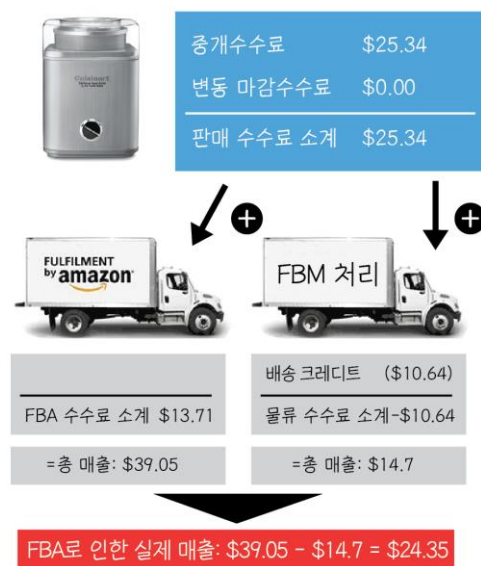 Cuisinart
중개수수료 $25.34
변동 마감수수료 $0.00
판매 수수료 소계 $25.34
+
+
FULFILMENT
by amazon
FBM 처리
배송 크레디트 ($10.64)
FBA 수수료 소계 $13.71
물류 수수료 소계-$10.64
=총 매출: $39.05
=총 매출: $14.7
FBA로 인한 실제 매출: $39.05 - $14.7 = $24.35